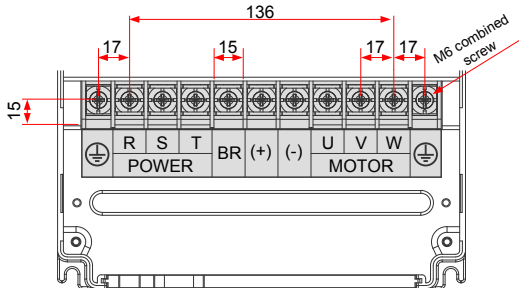 136
17 15 17 17
M6 combined
screw
15
R S T BR (+) (-) U V W
POWER MOTOR